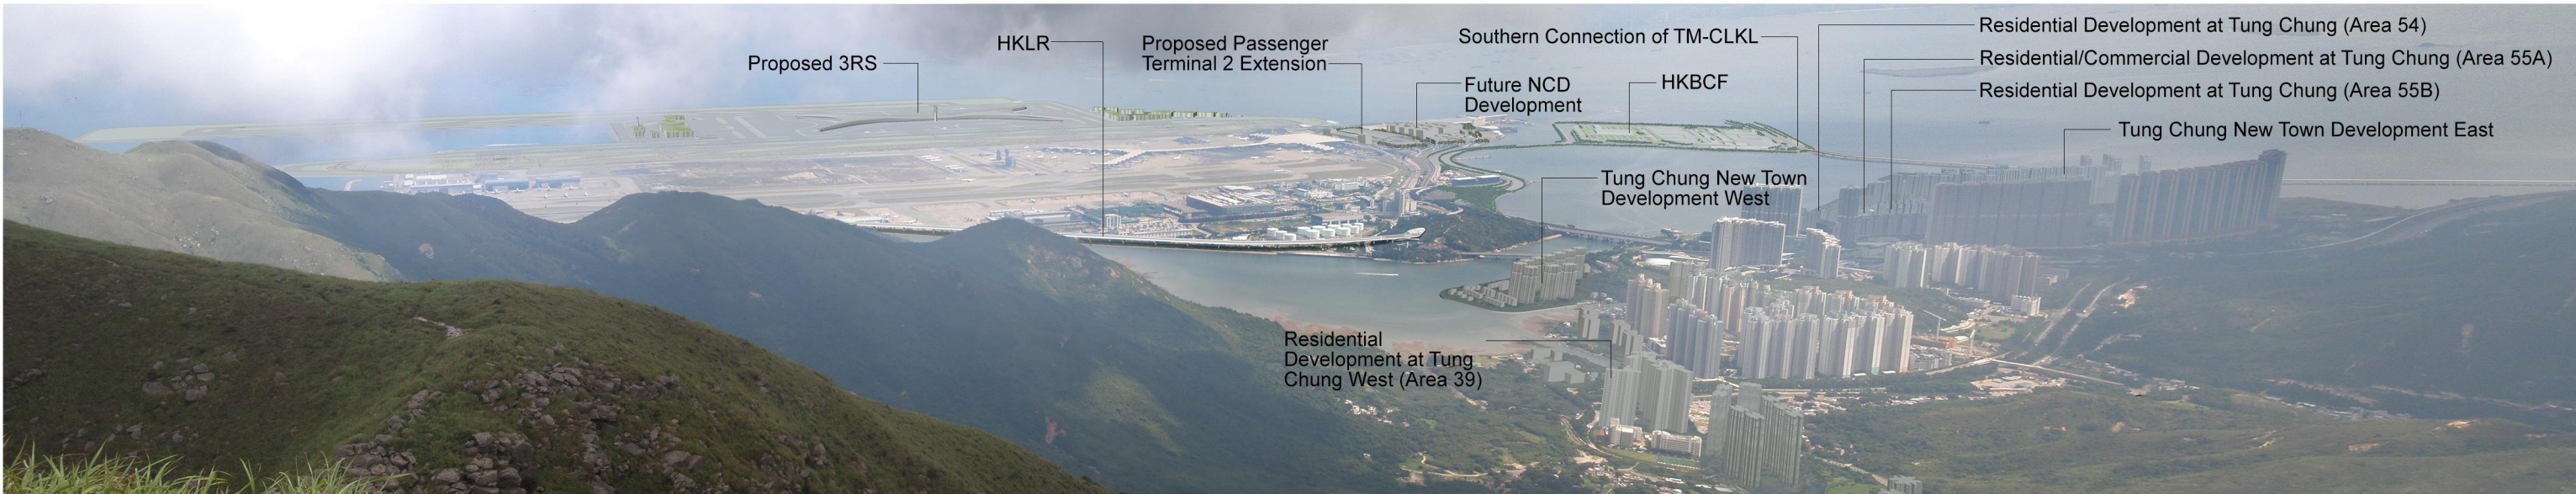 Proposed 3RS
HKLR
Proposed Passenger
Terminal 2 Extension
Southern Connection of TM-CLKL
Future NCD
Development
HKBCF
Residential Development at Tung Chung (Area 54)
Residential/Commercial Development at Tung Chung (Area 55A)
Residential Development at Tung Chung (Area 55B)
Tung Chung New Town Development East
Tung Chung New Town
Development West
Residential
Development at Tung
Chung West (Area 39)